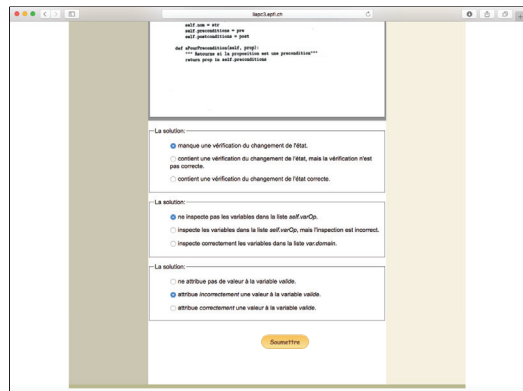 liapc3.epfl.ch
self.nom = str
self.preconditions = pre
self.postconditions = post
def aPourPrecondition(self, prop):
""" Retourne si la proposition est une precondition"""
return prop in self.preconditions
La solution:
manque une vérification du changement de l'état.
contient une vérification du changement de l'état, mais la vérification n'est
pas correcte.
contient une vérification du changement de l'état correcte.
La solution:
ne inspecte pas les variables dans la liste self.varOp.
inspecte les variables dans la liste self.varOp, mais l'inspection est incorrect.
inspecte correctement les variables dans la liste var.domain.
La solution:
ne attribue pas de valeur à la variable valide.
attribue incorrectement une valeur à la variable valide.
attribue correctement une valeur à la variable valide.
Soumettre